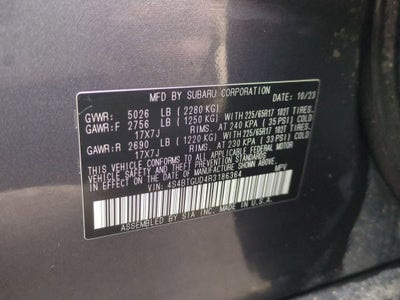 MFD BY SUBARU CORPORATION DATE: 10/23
GVWR: 5026 LB (2280 KG)
GAWR:F 2756 LB (1250 KG) WITH 225/65R17 102T TIRES,
17X7J RIMS, AT 240 KPA (35 PSI) COLD.
GAWR:R 2690 LB (1220 KG) WITH 225/65R17 102T TIRES,
17X7J RIMS, AT 230 KPA (33 PSI) COLD.
THIS VEHICLE CONFORMS TO ALL APPLICABLE FEDERAL MOTOR
VEHICLE SAFETY AND THEFT PREVENTION STANDARDS
IN EFFECT ON THE DATE OF MANUFACTURE SHOWN ABOVE.
VIN: 4S4BTGUD4R3186364 MPV
ASSEMBLED BY SIA INC. MADE IN U.S.A.